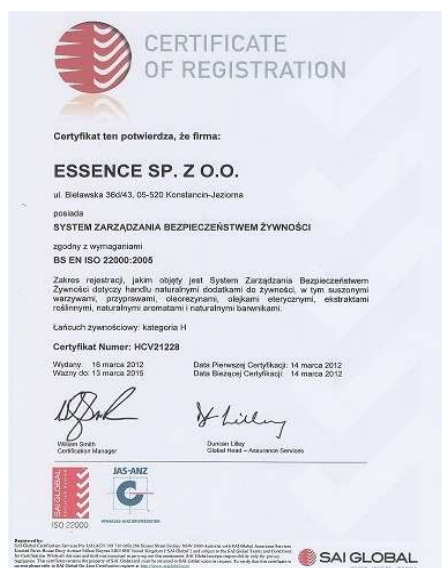 CERTIFICATE
OF REGISTRATION
Certyfikat ten potwierdza, że firma:
ESSENCE SP. Z O.O.
ul. Bielawska 36d/43, 05-520 Konstancin-Jeziorna
posiada
SYSTEM ZARZĄDZANIA BEZPIECZEŃSTWEM ŻYWNOŚCI
zgodny z wymaganiami
BS EN ISO 22000:2005
Zakres rejestracji, jakim objęty jest System Zarządzania Bezpieczeństwem
Żywności dotyczy handlu naturalnymi dodatkami do żywności, w tym suszonymi
warzywami, przyprawami, oleorezynami, olejkami eterycznymi, ekstraktami
roślinnymi, naturalnymi aromatami i naturalnymi barwnikami.
Łańcuch żywnościowy: kategoria H
Certyfikat Numer: HCV21228
Wydany: 16 marca 2012
Data Pierwszej Certyfikacji: 14 marca 2012
Ważny do: 13 marca 2015
Data Bieżącej Certyfikacji: 14 marca 2012
William Smith
Certification Manager
Duncan Lilley
Global Head – Assurance Services
SAI GLOBAL
ISO 22000
JAS-ANZ
Registered by:
SAI GLOBAL